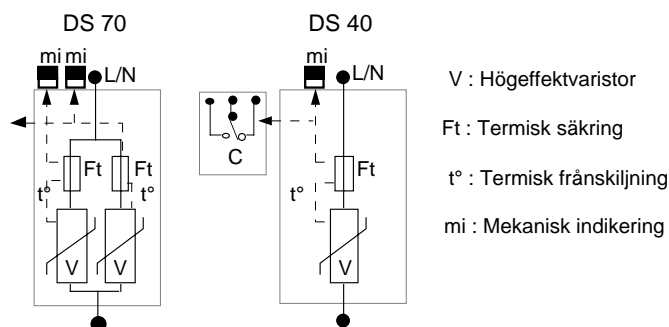 DS 70
DS 40
mi mi
L/N
mi
L/N
V : Högeffektvaristor
Ft : Termisk säkring
t° : Termisk frånskiljning
mi : Mekanisk indikering
C
Ft
Ft
t°
V
V
Ft
t°
V